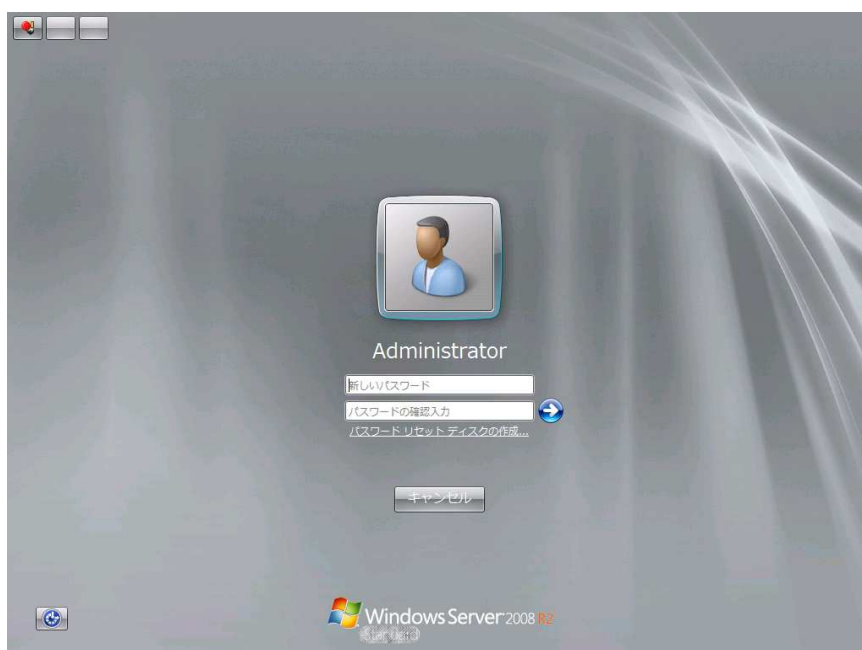 Administrator
新しいパスワード
パスワードの確認入力
パスワード リセット ディスクの作成...
キャンセル
Windows Server 2008 R2